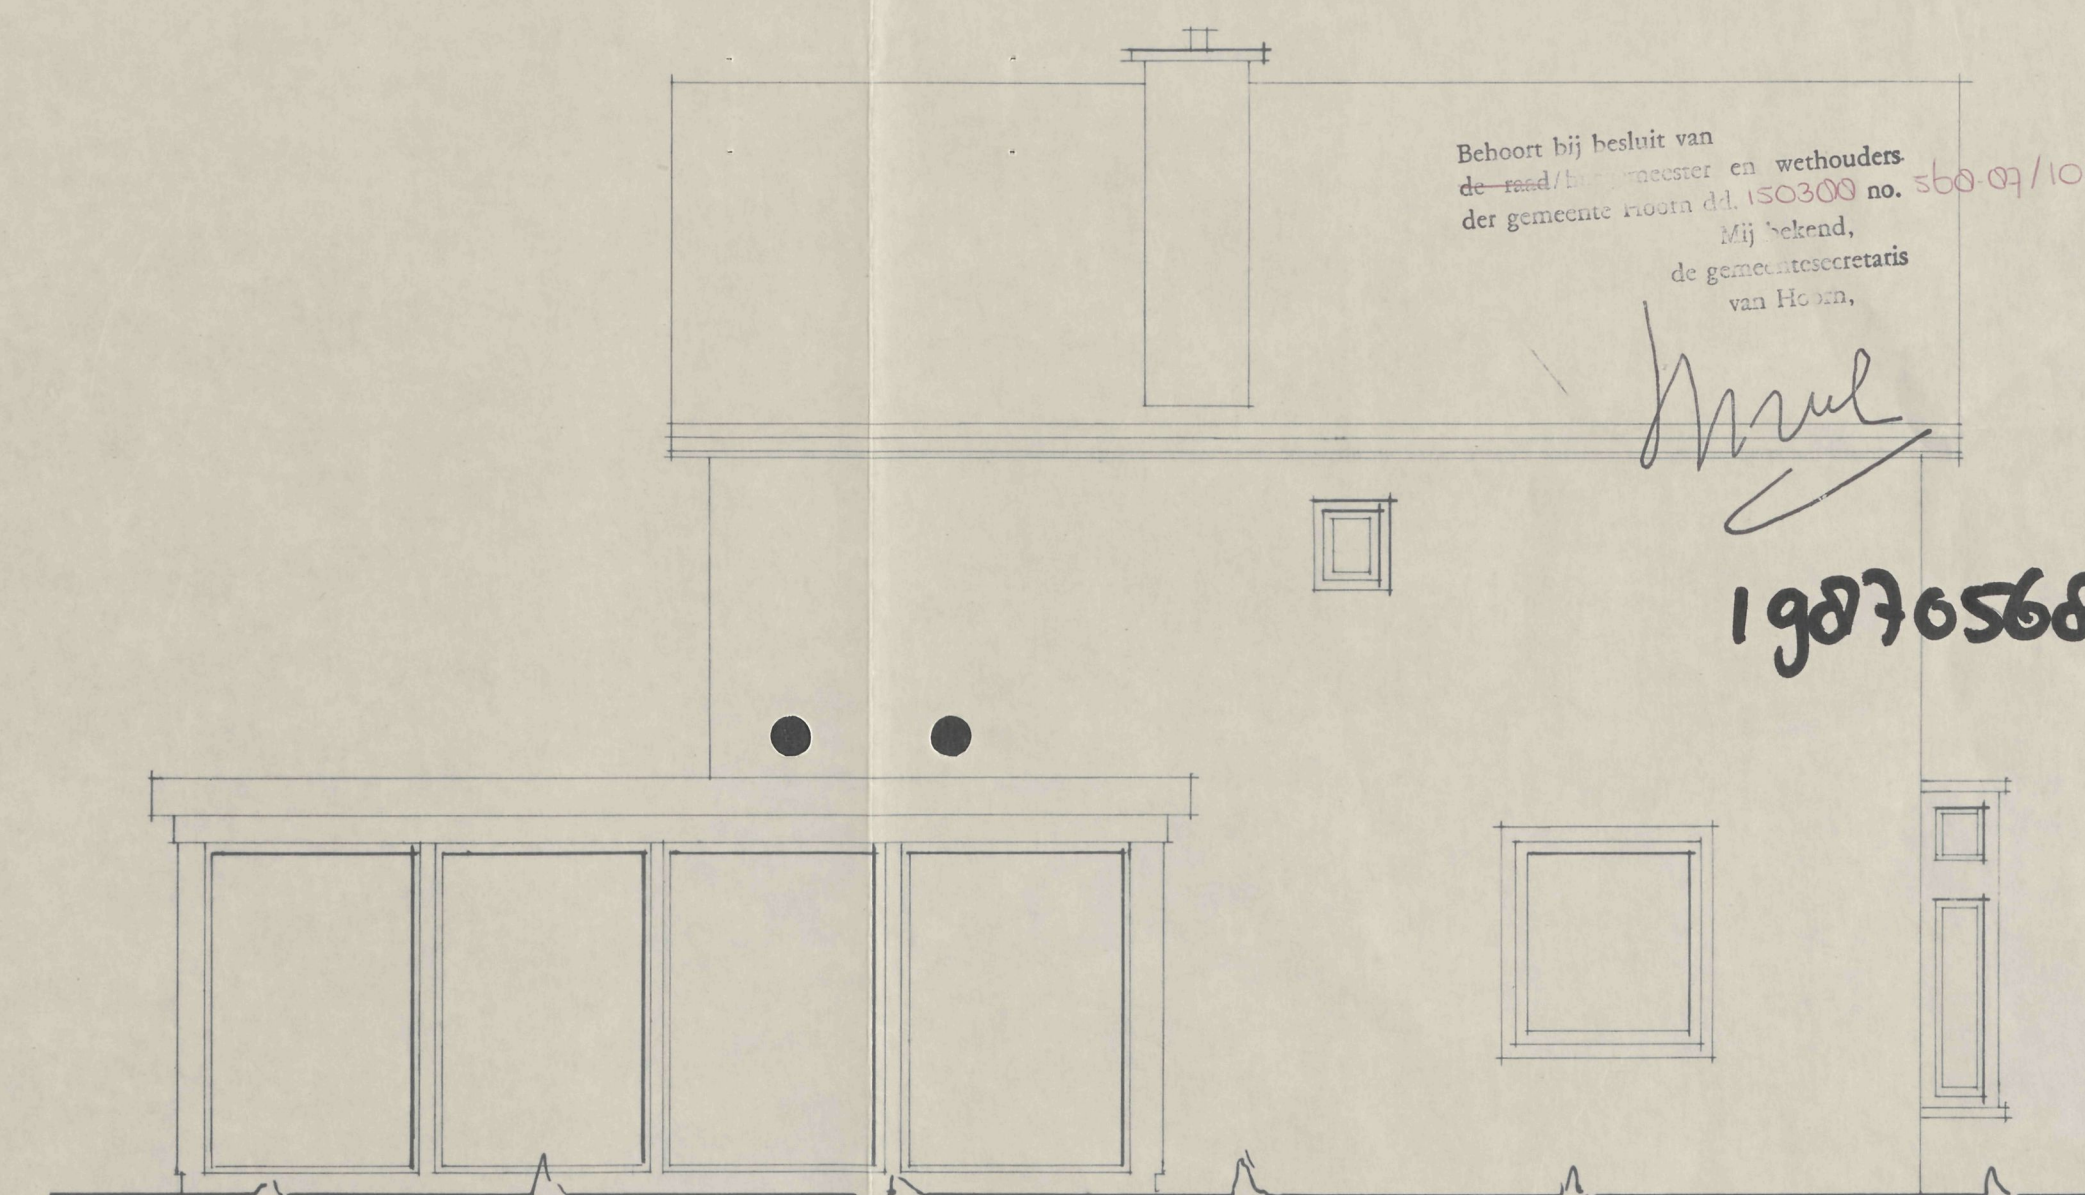 Behoort bij besluit van
de raad/burgemeester en wethouders
der gemeente Hoorn dd. 150300 no. 560-07/10
Mij bekend,
de gemeentesecretaris
van Hoorn,
19870568